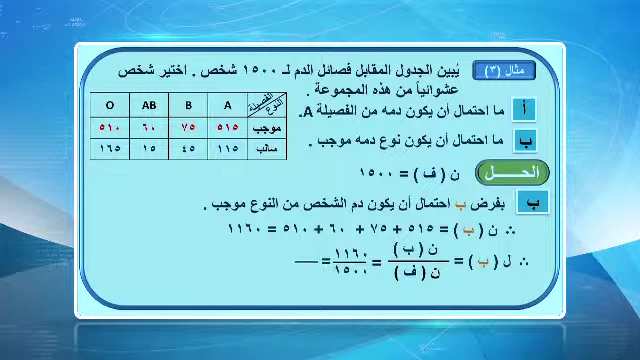 مثال (٣) يُبين الجدول المقابل فصائل الدم لـ ١٥٠٠ شخص . اختير شخص
عشوائياً من هذه المجموعة .
أ ما احتمال أن يكون دمه من الفصيلة A.
ب ما احتمال أن يكون نوع دمه موجب .
الفصيلة النوع A B AB O
موجب ٥١٥ ٧٥ ٦٠ ٥١٠
سالب ١١٥ ٤٥ ١٥ ١٦٥
الحـــل ن ( ف ) = ١٥٠٠
ب بفرض ب احتمال أن يكون دم الشخص من النوع موجب .
∴ ن ( ب ) = ٥١٥ + ٧٥ + ٦٠ + ٥١٠ = ١١٦٠
∴ ل ( ب ) = ن ( ب ) / ن ( ف ) = ١١٦٠ / ١٥٠٠ = —